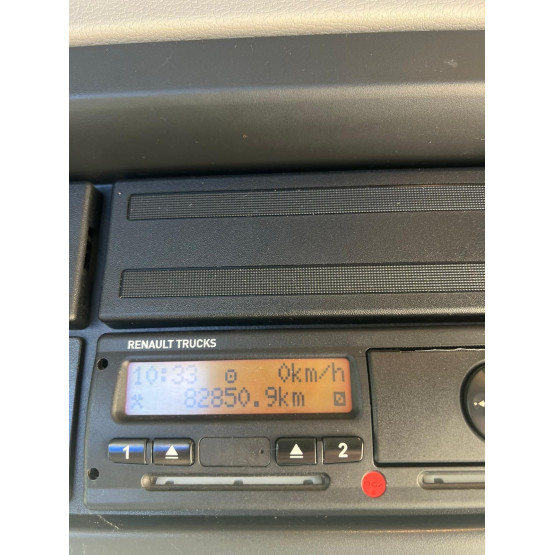 RENAULT TRUCKS
10:33 0km/h
82850.9km
1 2